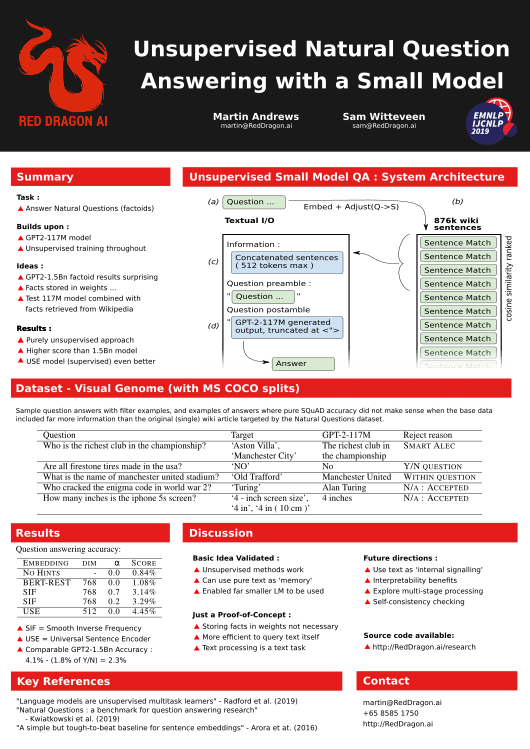 Unsupervised Natural Question
Answering with a Small Model
RED DRAGON AI
Martin Andrews
martin@RedDragon.ai
Sam Witteveen
sam@RedDragon.ai
EMNLP
IJCNLP
2019
Summary
Task :
Answer Natural Questions (factoids)
Builds upon :
GPT2-117M model
Unsupervised training throughout
Ideas :
GPT2-1.5Bn factoid results surprising
Facts stored in weights ...
Test 117M model combined with
facts retrieved from Wikipedia
Results :
Purely unsupervised approach
Higher score than 1.5Bn model
USE model (supervised) even better
Unsupervised Small Model QA : System Architecture
(a)
Question ...
Embed + Adjust(Q->S)
(b)
Textual I/O
876k wiki
sentences
(c)
Information :
Concatenated sentences
( 512 tokens max )
Question preamble :
" Question ... "
Question postamble
(d)
" GPT-2-117M generated
output, truncated at <">
Answer
Sentence Match
Sentence Match
Sentence Match
Sentence Match
Sentence Match
Sentence Match
Sentence Match
Sentence Match
Sentence Match
Sentence Match
cosine similarity ranked
Dataset - Visual Genome (with MS COCO splits)
Sample question answers with filter examples, and examples of answers where pure SQuAD accuracy did not make sense when the base data
included far more information than the original (single) wiki article targeted by the Natural Questions dataset.
Question Target GPT-2-117M Reject reason
Who is the richest club in the championship? ‘Aston Villa’, The richest club in SMART ALEC
‘Manchester City’ the championship
Are all firestone tires made in the usa? ‘NO’ No Y/N QUESTION
What is the name of manchester united stadium? ‘Old Trafford’ Manchester United WITHIN QUESTION
Who cracked the enigma code in world war 2? ‘Turing’ Alan Turing N/A : ACCEPTED
How many inches is the iphone 5s screen? ‘4 - inch screen size’, 4 inches N/A : ACCEPTED
‘4 in’, ‘4 in ( 10 cm )’
Results
Question answering accuracy:
EMBEDDING DIM α SCORE
NO HINTS - 0.0 0.84%
BERT-REST 768 0.0 1.08%
SIF 768 0.7 3.14%
SIF 768 0.2 3.29%
USE 512 0.0 4.45%
SIF = Smooth Inverse Frequency
USE = Universal Sentence Encoder
Comparable GPT2-1.5Bn Accuracy :
4.1% - (1.8% of Y/N) = 2.3%
Discussion
Basic Idea Validated :
Unsupervised methods work
Can use pure text as 'memory'
Enabled far smaller LM to be used
Just a Proof-of-Concept :
Storing facts in weights not necessary
More efficient to query text itself
Text processing is a text task
Future directions :
Use text as 'internal signalling'
Interpretability benefits
Explore multi-stage processing
Self-consistency checking
Source code available:
http://RedDragon.ai/research
Key References
"Language models are unsupervised multitask learners" - Radford et al. (2019)
"Natural Questions : a benchmark for question answering research"
- Kwiatkowski et al. (2019)
"A simple but tough-to-beat baseline for sentence embeddings" - Arora et al. (2016)
Contact
martin@RedDragon.ai
+65 8585 1750
http://RedDragon.ai